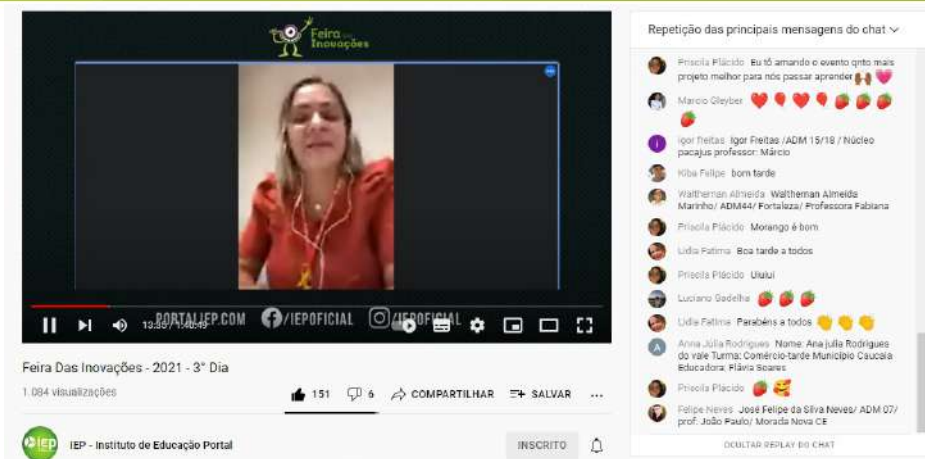 Feira das
Inovações
13:35 / 1:40:49
PORTALIEP.COM
/IEPOFICIAL
/IEPOFICIAL
Feira Das Inovações - 2021 - 3° Dia
1.084 visualizações
151
6
COMPARTILHAR
SALVAR
...
iep
IEP - Instituto de Educação Portal
INSCRITO
Repetição das principais mensagens do chat
Priscila Plácido Eu tô amando o evento qnto mais
projeto melhor para nós passar aprender
Marcio Gleyber
I
igor freitas Igor Freitas /ADM 15/18 / Núcleo
pacajus professor: Márcio
Kiba Felipe bom tarde
Waltheman Almeida Waltheman Almeida
Marinho/ ADM44/ Fortaleza/ Professora Fabiana
Priscila Plácido Morango é bom
Lidia Fatima Boa tarde a todos
Priscila Plácido Uiuiui
Luciano Gadelha
Lidia Fatima Parabéns a todos
A
Anna Julia Rodrigues Nome: Ana julia Rodrigues
do vale Turma: Comércio-tarde Município Caucaia
Educadora: Flávia Soares
Priscila Plácido
Felipe Neves José Felipe da Silva Neves/ ADM 07/
prof: João Paulo/ Morada Nova CE
OCULTAR REPLAY DO CHAT